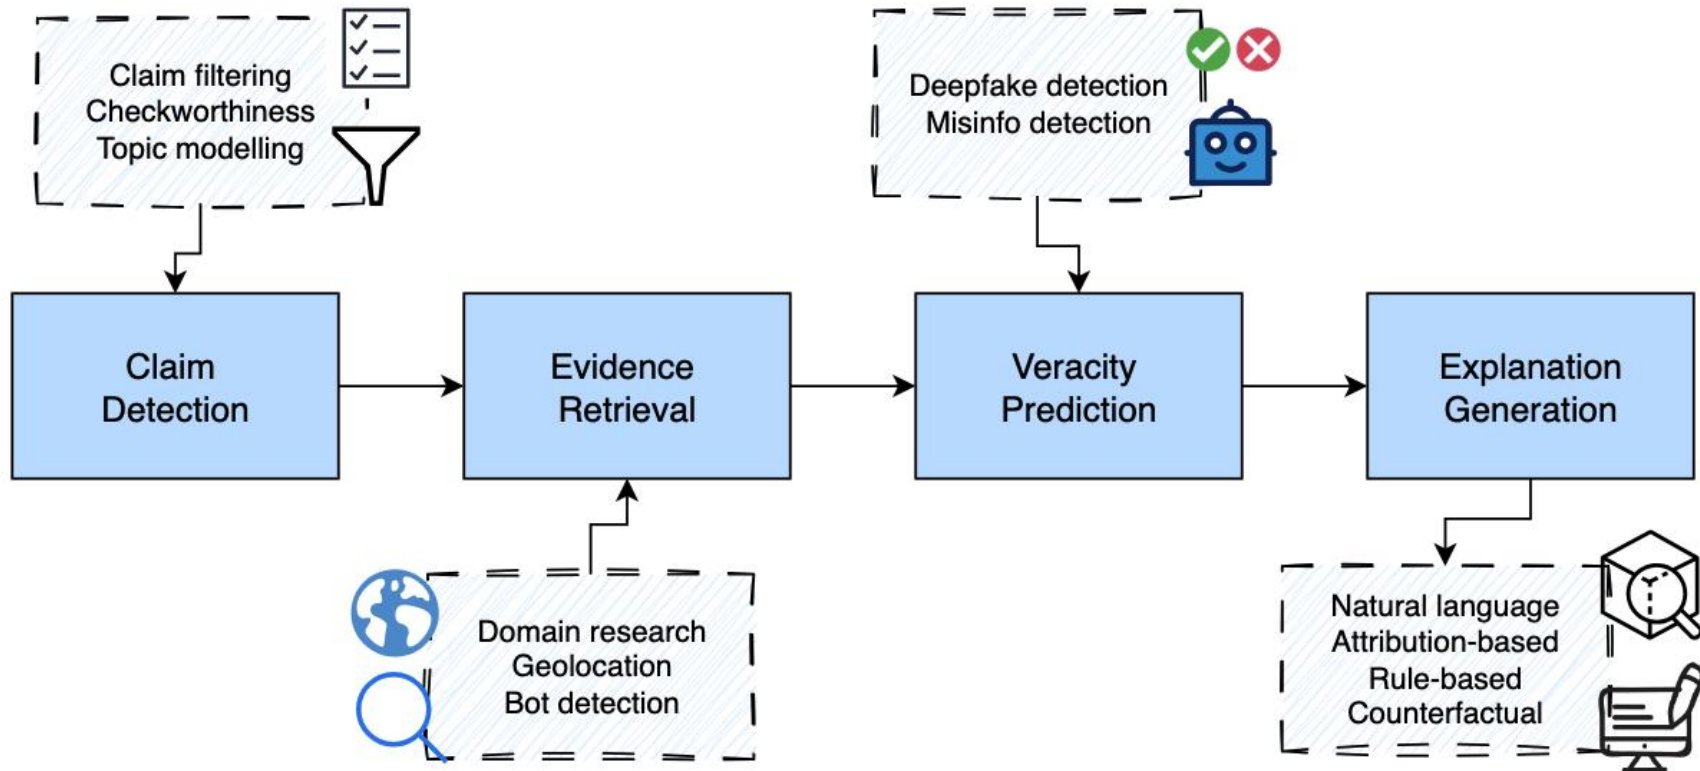 Claim filtering
Checkworthiness
Topic modelling
Deepfake detection
Misinfo detection
Claim
Detection
Evidence
Retrieval
Veracity
Prediction
Explanation
Generation
Domain research
Geolocation
Bot detection
Natural language
Attribution-based
Rule-based
Counterfactual